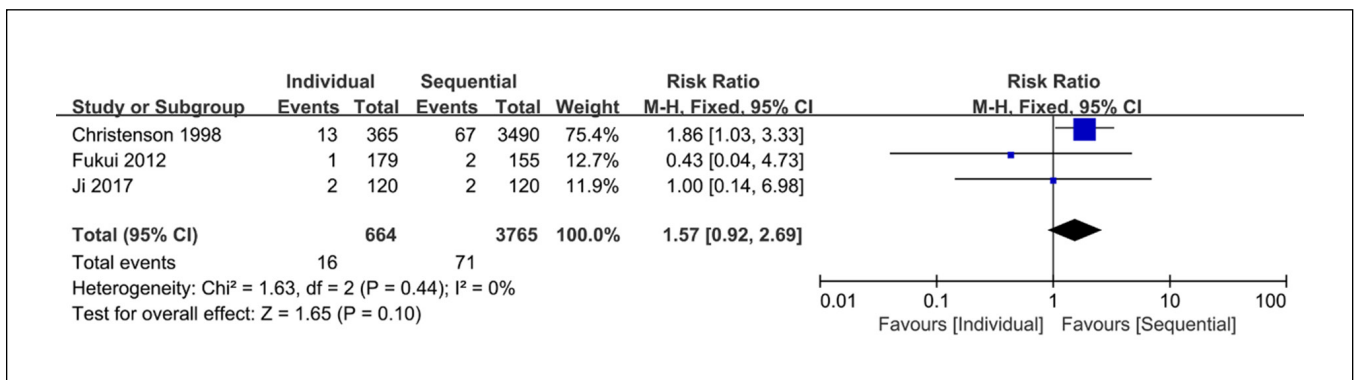 Individual Sequential Risk Ratio Risk Ratio
Study or Subgroup Events Total Events Total Weight M-H, Fixed, 95% CI M-H, Fixed, 95% CI
Christenson 1998 13 365 67 3490 75.4% 1.86 [1.03, 3.33]
Fukui 2012 1 179 2 155 12.7% 0.43 [0.04, 4.73]
Ji 2017 2 120 2 120 11.9% 1.00 [0.14, 6.98]
Total (95% CI) 664 3765 100.0% 1.57 [0.92, 2.69]
Total events 16 71
Heterogeneity: Chi² = 1.63, df = 2 (P = 0.44); I² = 0%
Test for overall effect: Z = 1.65 (P = 0.10)
0.01 0.1 1 10 100
Favours [Individual] Favours [Sequential]